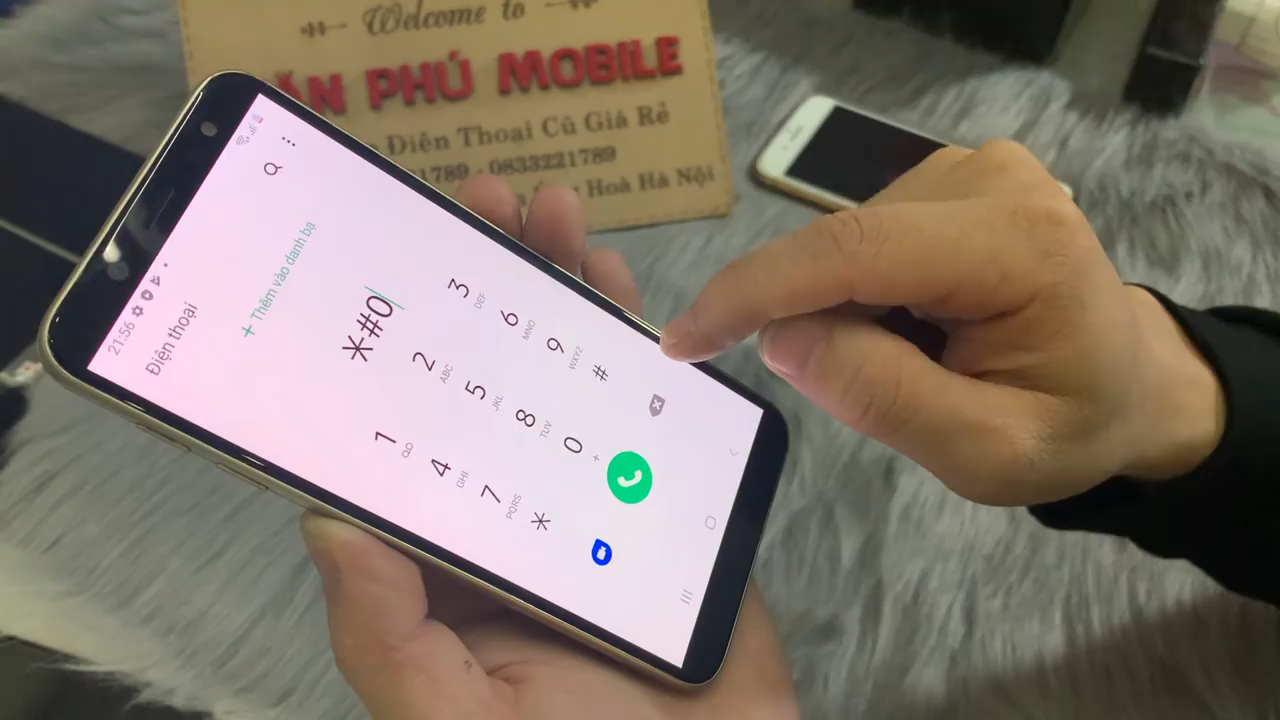 Welcome to
ĂN PHÚ MOBILE
Điện Thoại Cũ Giá Rẻ
1789 - 0833221789
Hoà Hà Nội
21:56
Điện thoại
+ Thêm vào danh bạ
*#0
1
2 ABC
3 DEF
4 GHI
5 JKL
6 MNO
7 PQRS
8 TUV
9 WXYZ
*
0 +
#